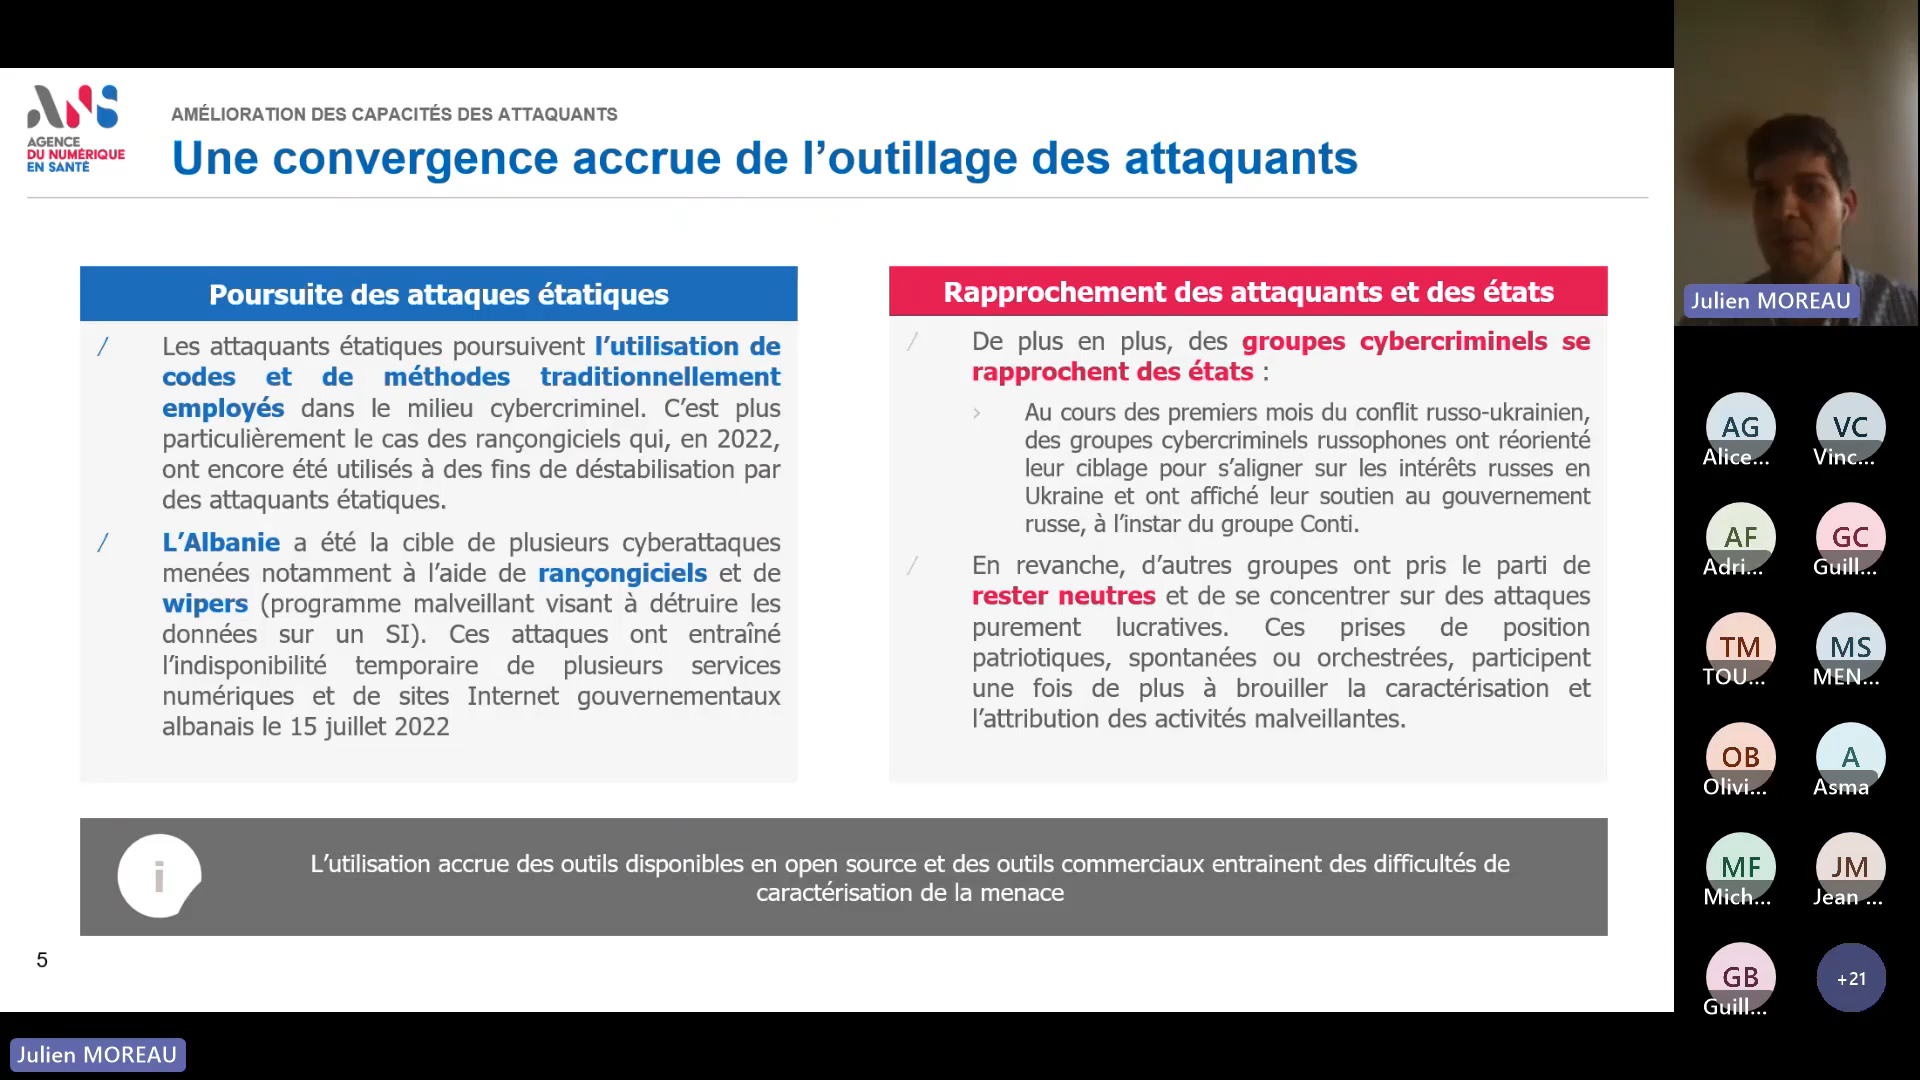 ANS
AGENCE
DU NUMÉRIQUE
EN SANTÉ
AMÉLIORATION DES CAPACITÉS DES ATTAQUANTS
Une convergence accrue de l’outillage des attaquants
Poursuite des attaques étatiques
/ Les attaquants étatiques poursuivent l’utilisation de
codes et de méthodes traditionnellement
employés dans le milieu cybercriminel. C’est plus
particulièrement le cas des rançongiciels qui, en 2022,
ont encore été utilisés à des fins de déstabilisation par
des attaquants étatiques.
/ L’Albanie a été la cible de plusieurs cyberattaques
menées notamment à l’aide de rançongiciels et de
wipers (programme malveillant visant à détruire les
données sur un SI). Ces attaques ont entraîné
l’indisponibilité temporaire de plusieurs services
numériques et de sites Internet gouvernementaux
albanais le 15 juillet 2022
Rapprochement des attaquants et des états
/ De plus en plus, des groupes cybercriminels se
rapprochent des états :
> Au cours des premiers mois du conflit russo-ukrainien,
des groupes cybercriminels russophones ont réorienté
leur ciblage pour s’aligner sur les intérêts russes en
Ukraine et ont affiché leur soutien au gouvernement
russe, à l’instar du groupe Conti.
/ En revanche, d’autres groupes ont pris le parti de
rester neutres et de se concentrer sur des attaques
purement lucratives. Ces prises de position
patriotiques, spontanées ou orchestrées, participent
une fois de plus à brouiller la caractérisation et
l’attribution des activités malveillantes.
i
L’utilisation accrue des outils disponibles en open source et des outils commerciaux entrainent des difficultés de
caractérisation de la menace
5
Julien MOREAU
Julien MOREAU
AG
Alice...
VC
Vinc...
AF
Adri...
GC
Guill...
TM
TOU...
MS
MEN...
OB
Olivi...
A
Asma
MF
Mich...
JM
Jean ...
GB
Guill...
+21